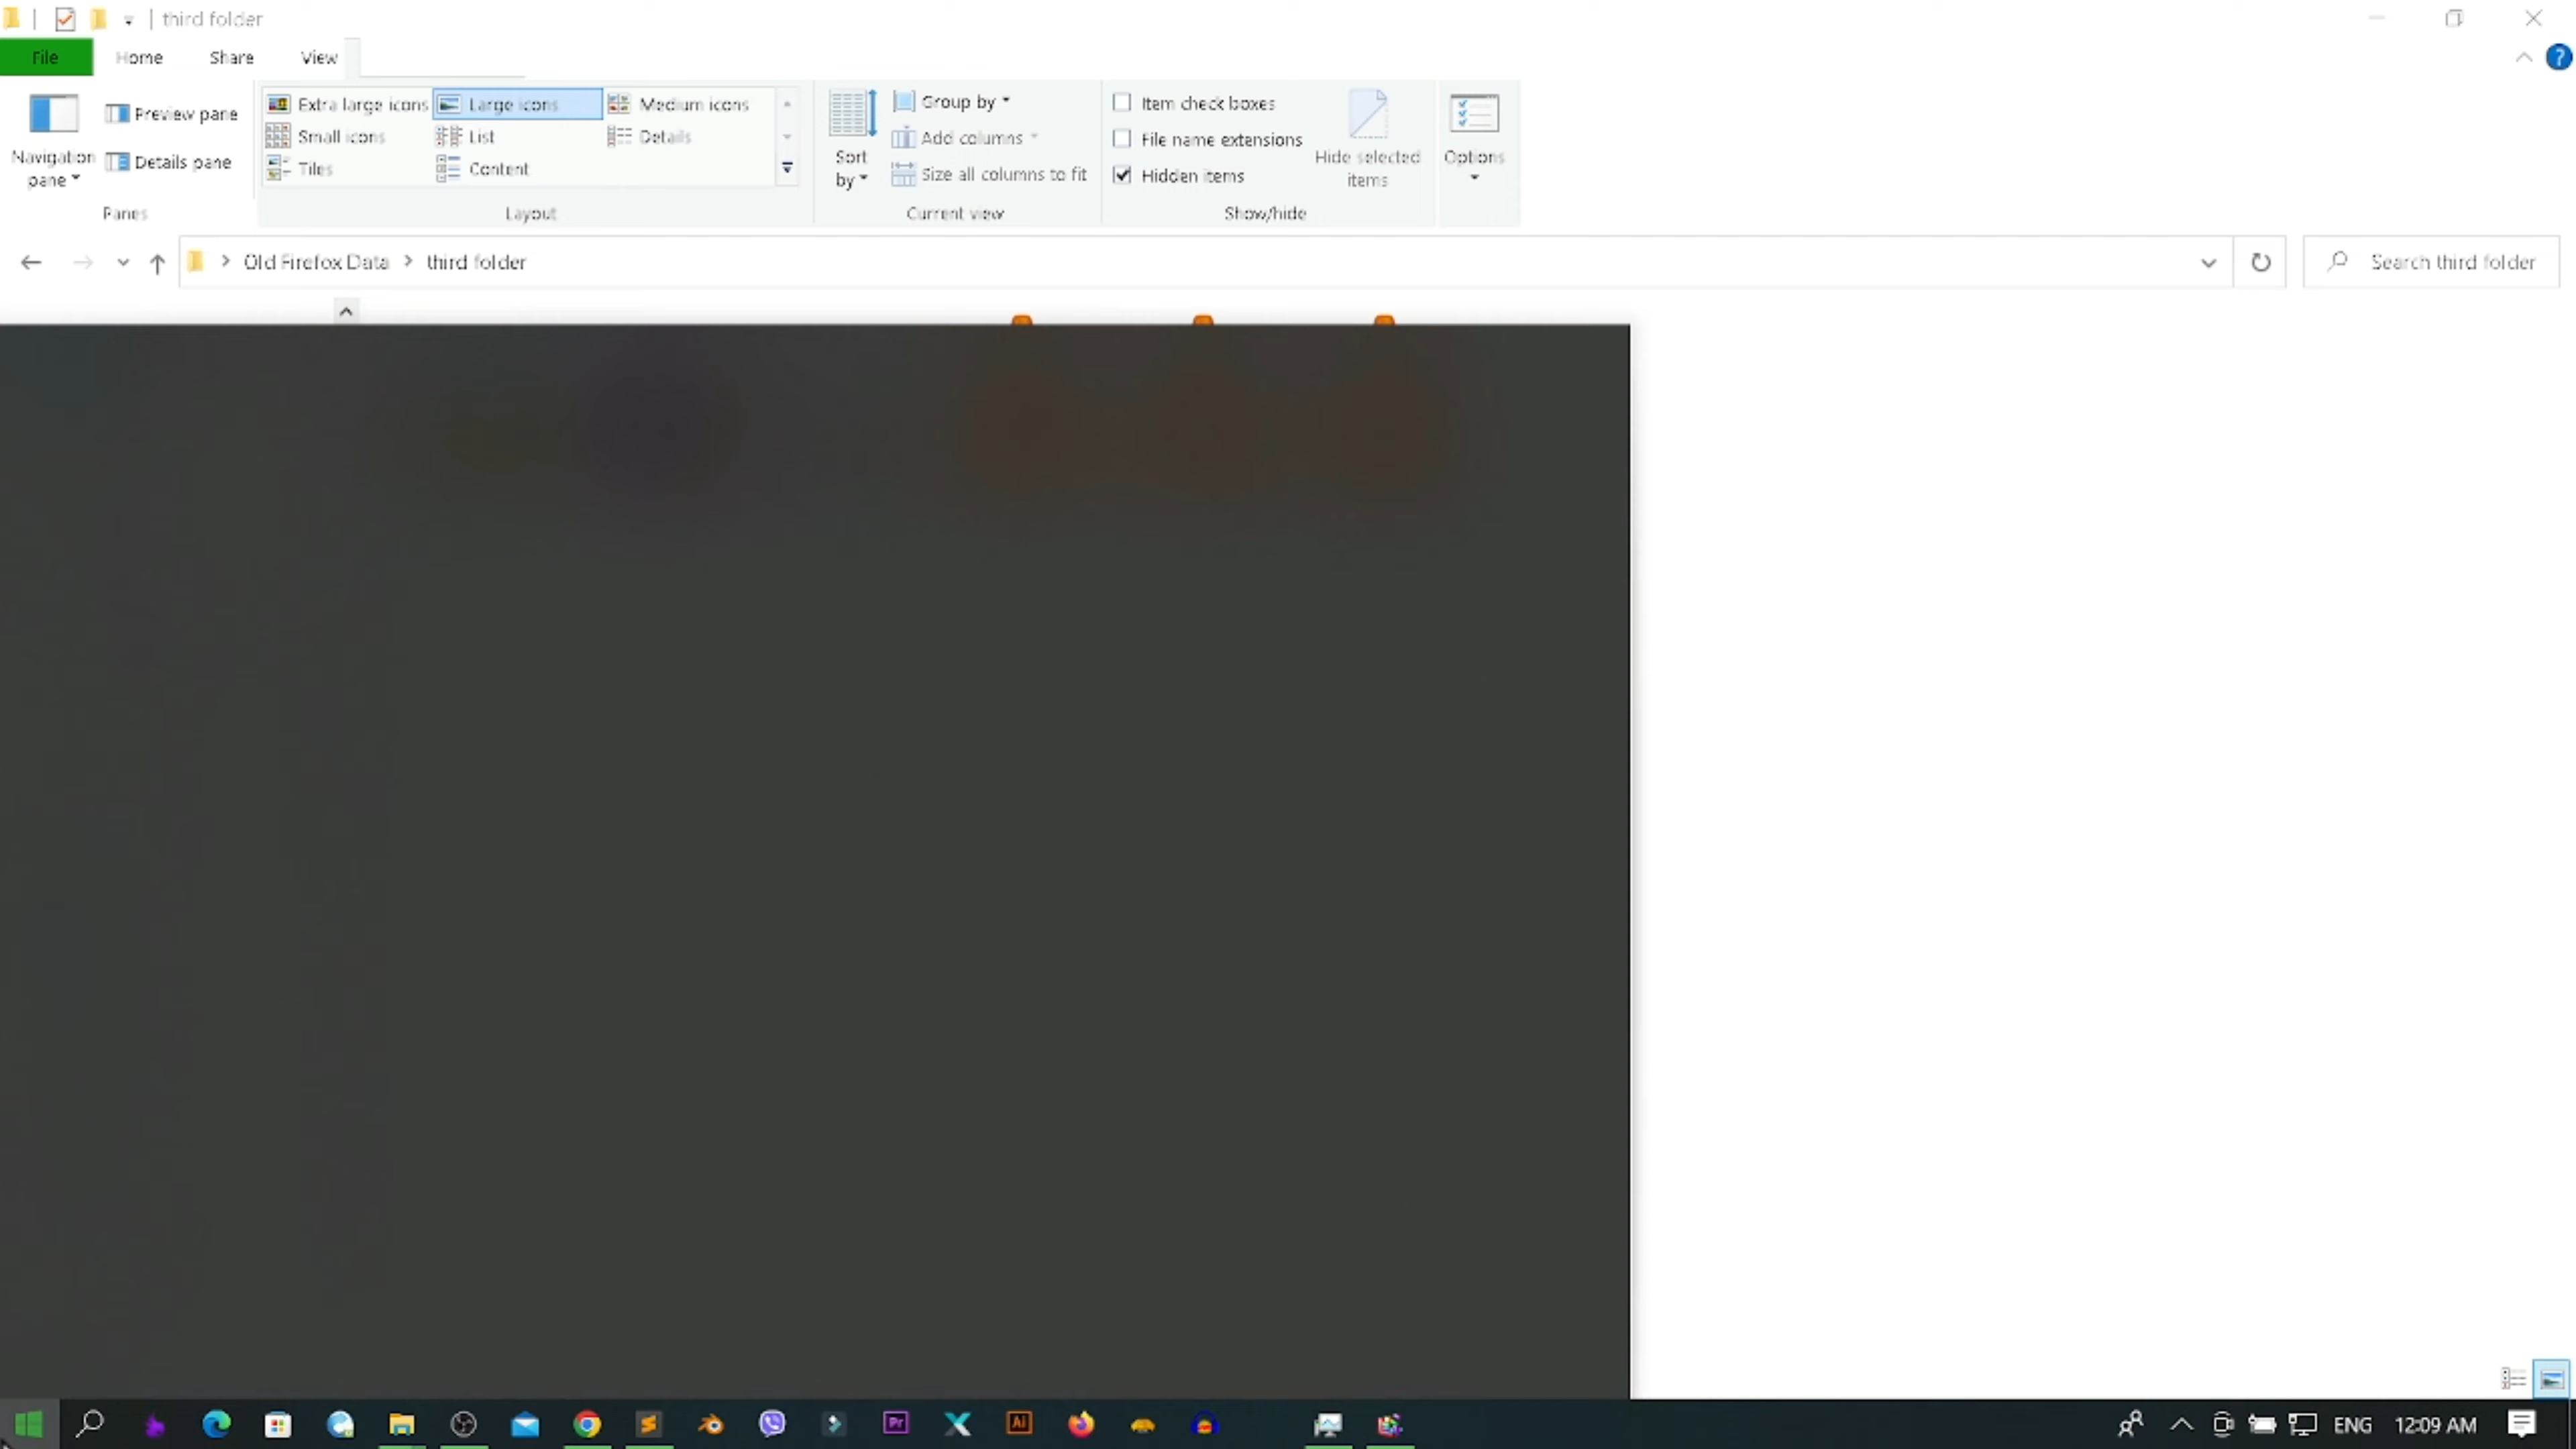 third folder
File Home Share View
Navigation pane
Preview pane
Details pane
Panes
Extra large icons Large icons Medium icons
Small icons List Details
Tiles Content
Layout
Sort by
Group by
Add columns
Size all columns to fit
Current view
Item check boxes
File name extensions
Hidden items
Hide selected items
Show/hide
Options
Old Firefox Data > third folder
Search third folder
Pr
Ai
ENG 12:09 AM